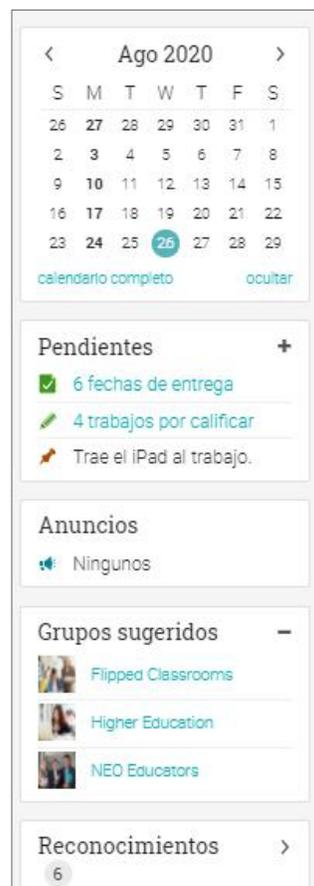 Ago 2020
S M T W T F S
26 27 28 29 30 31 1
2 3 4 5 6 7 8
9 10 11 12 13 14 15
16 17 18 19 20 21 22
23 24 25 26 27 28 29
calendario completo ocultar
Pendientes
6 fechas de entrega
4 trabajos por calificar
Trae el iPad al trabajo.
Anuncios
Ningunos
Grupos sugeridos
Flipped Classrooms
Higher Education
NEO Educators
Reconocimientos
6